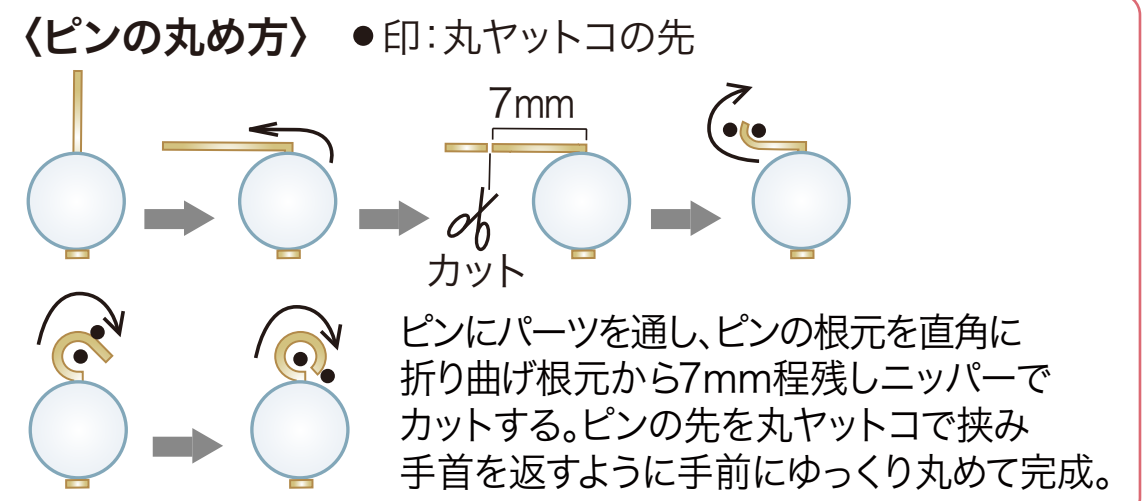 〈ピンの丸め方〉 ●印：丸ヤットコの先
7mm
カット
ピンにパーツを通し、ピンの根元を直角に
折り曲げ根元から7mm程残しニッパーで
カットする。ピンの先を丸ヤットコで挟み
手首を返すように手前にゆっくり丸めて完成。